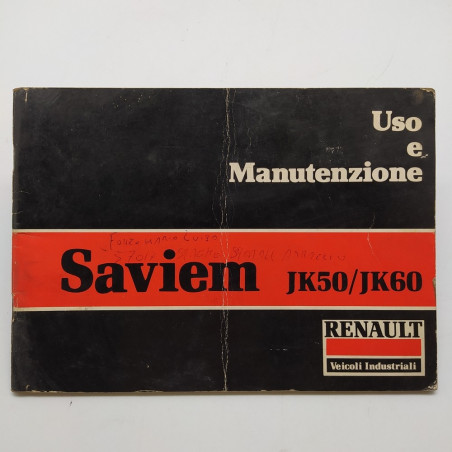 Uso
e
Manutenzione
Saviem JK50/JK60
RENAULT
Veicoli Industriali